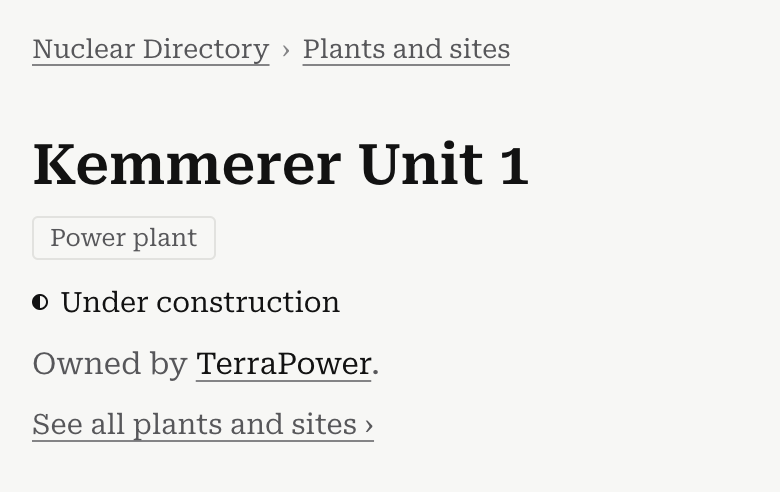 Nuclear Directory › Plants and sites
Kemmerer Unit 1
Power plant
Under construction
Owned by TerraPower.
See all plants and sites ›